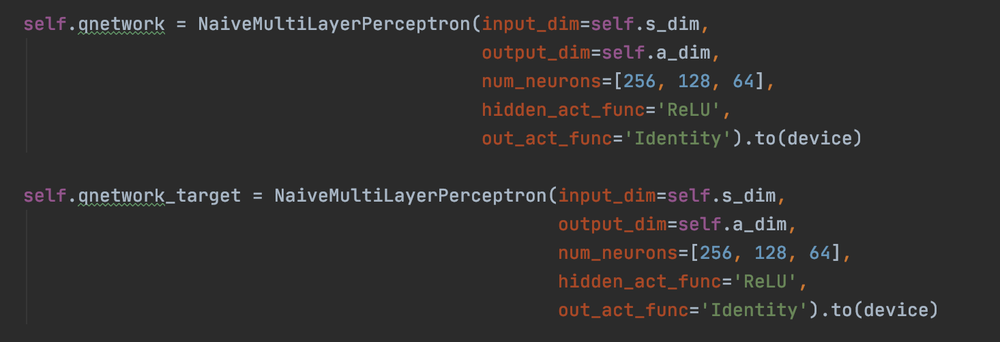 self.qnetwork = NaiveMultiLayerPerceptron(input_dim=self.s_dim,
output_dim=self.a_dim,
num_neurons=[256, 128, 64],
hidden_act_func='ReLU',
out_act_func='Identity').to(device)
self.qnetwork_target = NaiveMultiLayerPerceptron(input_dim=self.s_dim,
output_dim=self.a_dim,
num_neurons=[256, 128, 64],
hidden_act_func='ReLU',
out_act_func='Identity').to(device)